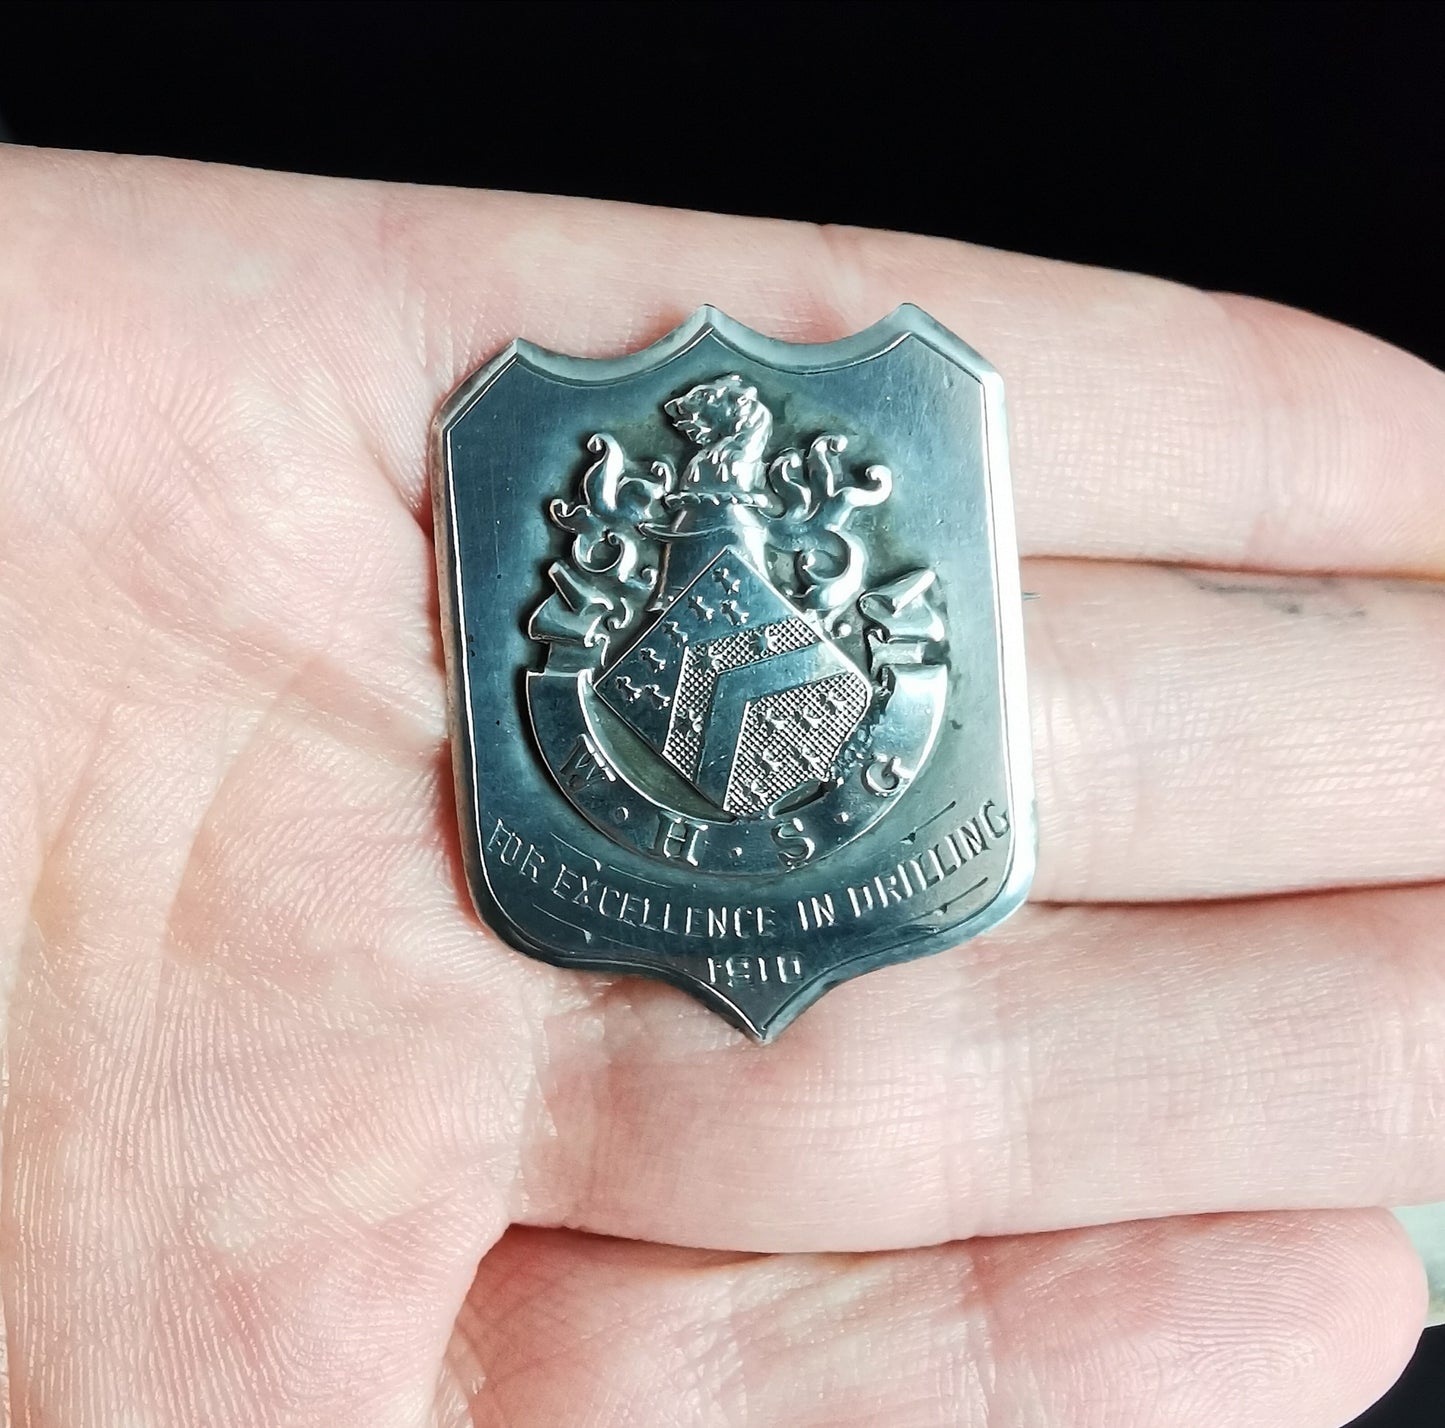 W · H · S · G
FOR EXCELLENCE IN DRILLING
1910